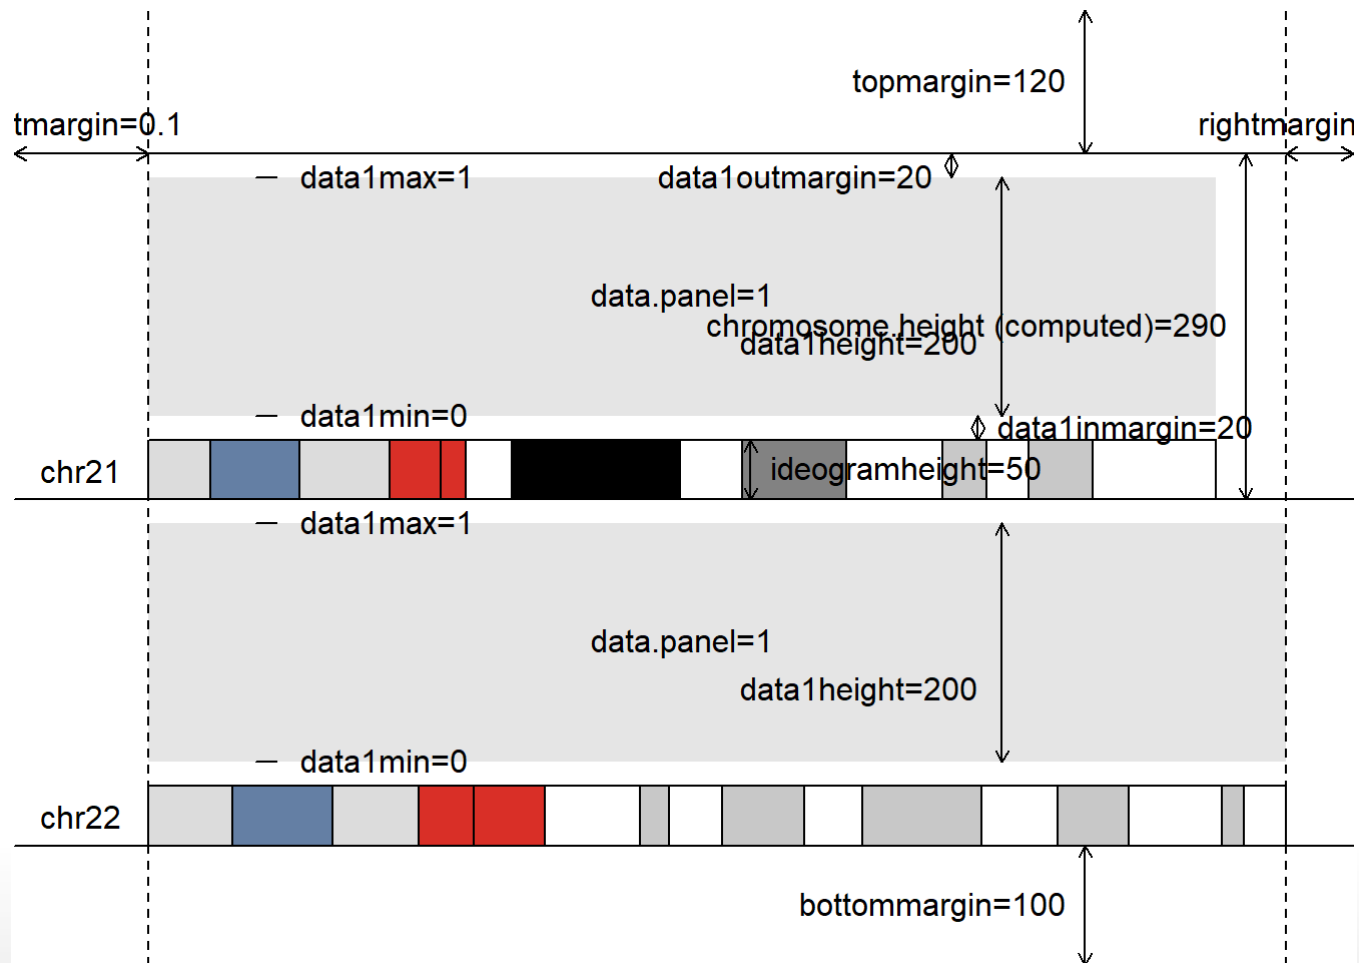 topmargin=120
tmargin=0.1
rightmargin
data1max=1
data1outmargin=20
data.panel=1
chromosome.height (computed)=290
data1height=200
data1min=0
data1inmargin=20
chr21
ideogramheight=50
data1max=1
data.panel=1
data1height=200
data1min=0
chr22
bottommargin=100